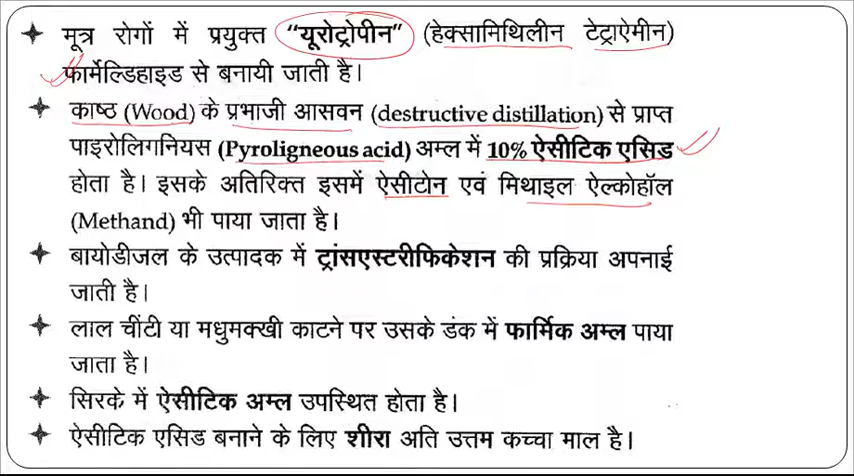 ✦ मूत्र रोगों में प्रयुक्त “यूरोट्रोपीन” (हेक्सामिथिलीन टेट्राऐमीन)
फार्मेल्डिहाइड से बनायी जाती है।
✦ काष्ठ (Wood) के प्रभाजी आसवन (destructive distillation) से प्राप्त
पाइरोलिगनियस (Pyroligneous acid) अम्ल में 10% ऐसीटिक एसिड
होता है। इसके अतिरिक्त इसमें ऐसीटोन एवं मिथाइल ऐल्कोहॉल
(Methand) भी पाया जाता है।
✦ बायोडीजल के उत्पादक में ट्रांसएस्टरीफिकेशन की प्रक्रिया अपनाई
जाती है।
✦ लाल चींटी या मधुमक्खी काटने पर उसके डंक में फार्मिक अम्ल पाया
जाता है।
✦ सिरके में ऐसीटिक अम्ल उपस्थित होता है।
✦ ऐसीटिक एसिड बनाने के लिए शीरा अति उत्तम कच्चा माल है।